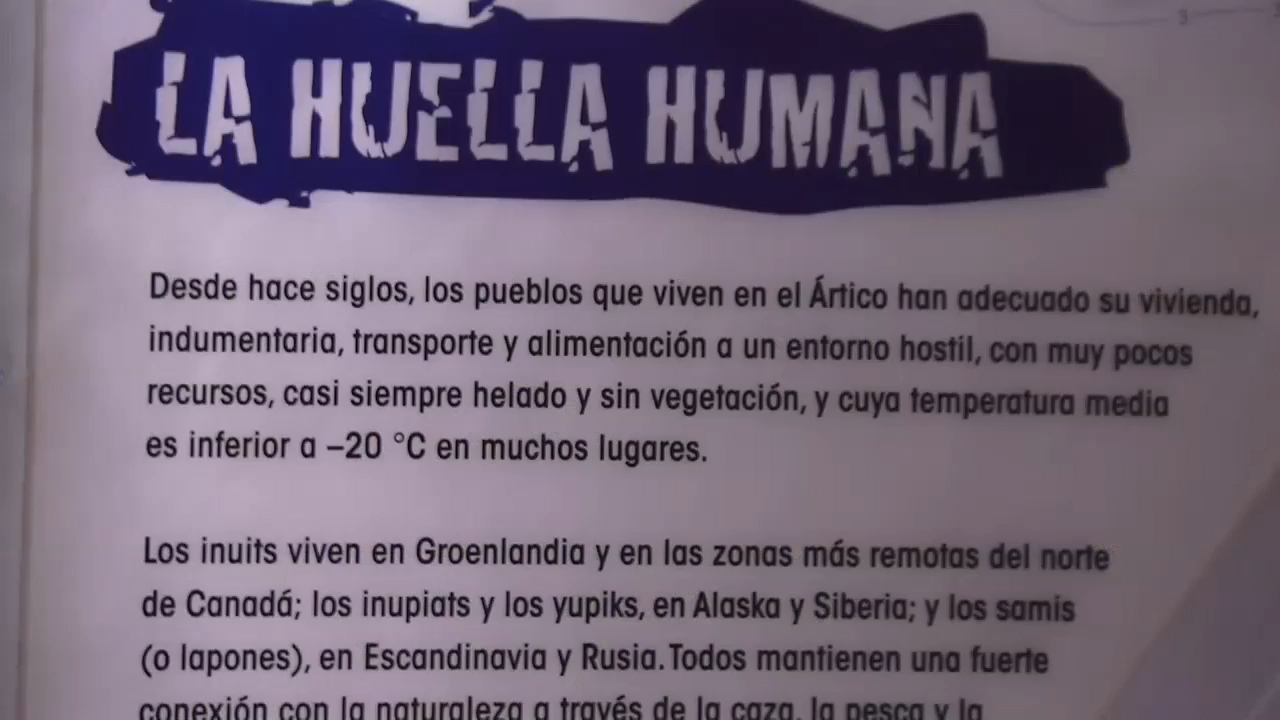 LA HUELLA HUMANA
Desde hace siglos, los pueblos que viven en el Ártico han adecuado su vivienda,
indumentaria, transporte y alimentación a un entorno hostil, con muy pocos
recursos, casi siempre helado y sin vegetación, y cuya temperatura media
es inferior a –20 °C en muchos lugares.
Los inuits viven en Groenlandia y en las zonas más remotas del norte
de Canadá; los inupiats y los yupiks, en Alaska y Siberia; y los samis
(o lapones), en Escandinavia y Rusia. Todos mantienen una fuerte
conexión con la naturaleza a través de la caza, la pesca y la